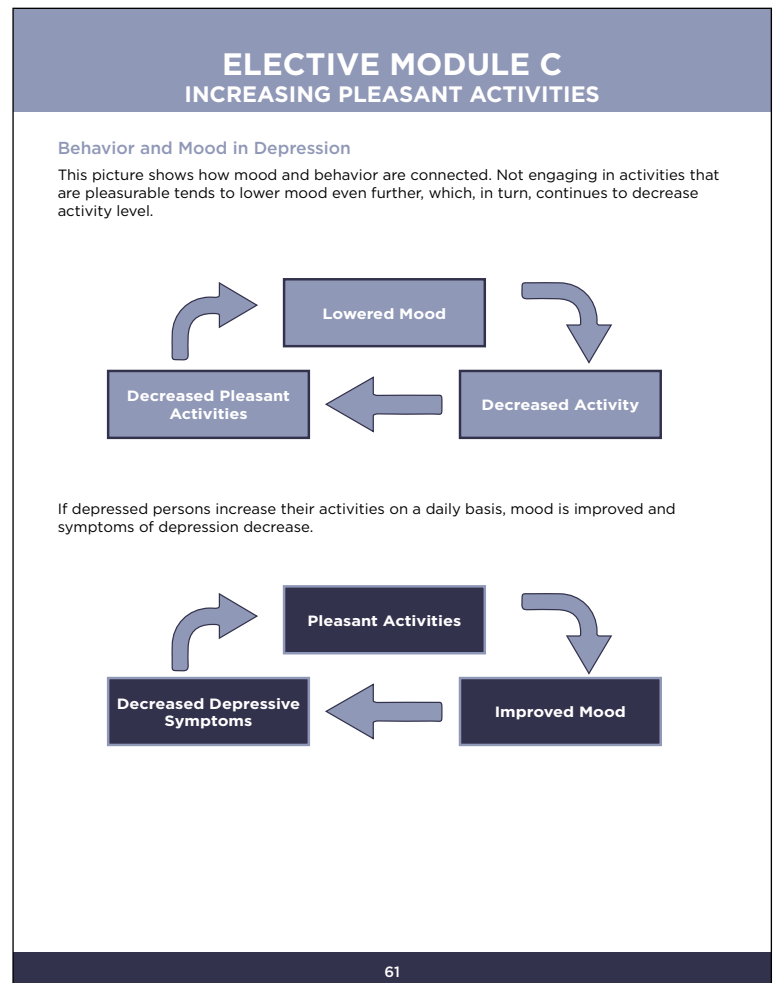 ELECTIVE MODULE C
INCREASING PLEASANT ACTIVITIES
Behavior and Mood in Depression
This picture shows how mood and behavior are connected. Not engaging in activities that
are pleasurable tends to lower mood even further, which, in turn, continues to decrease
activity level.
Lowered Mood
Decreased Pleasant
Activities
Decreased Activity
If depressed persons increase their activities on a daily basis, mood is improved and
symptoms of depression decrease.
Pleasant Activities
Decreased Depressive
Symptoms
Improved Mood
61